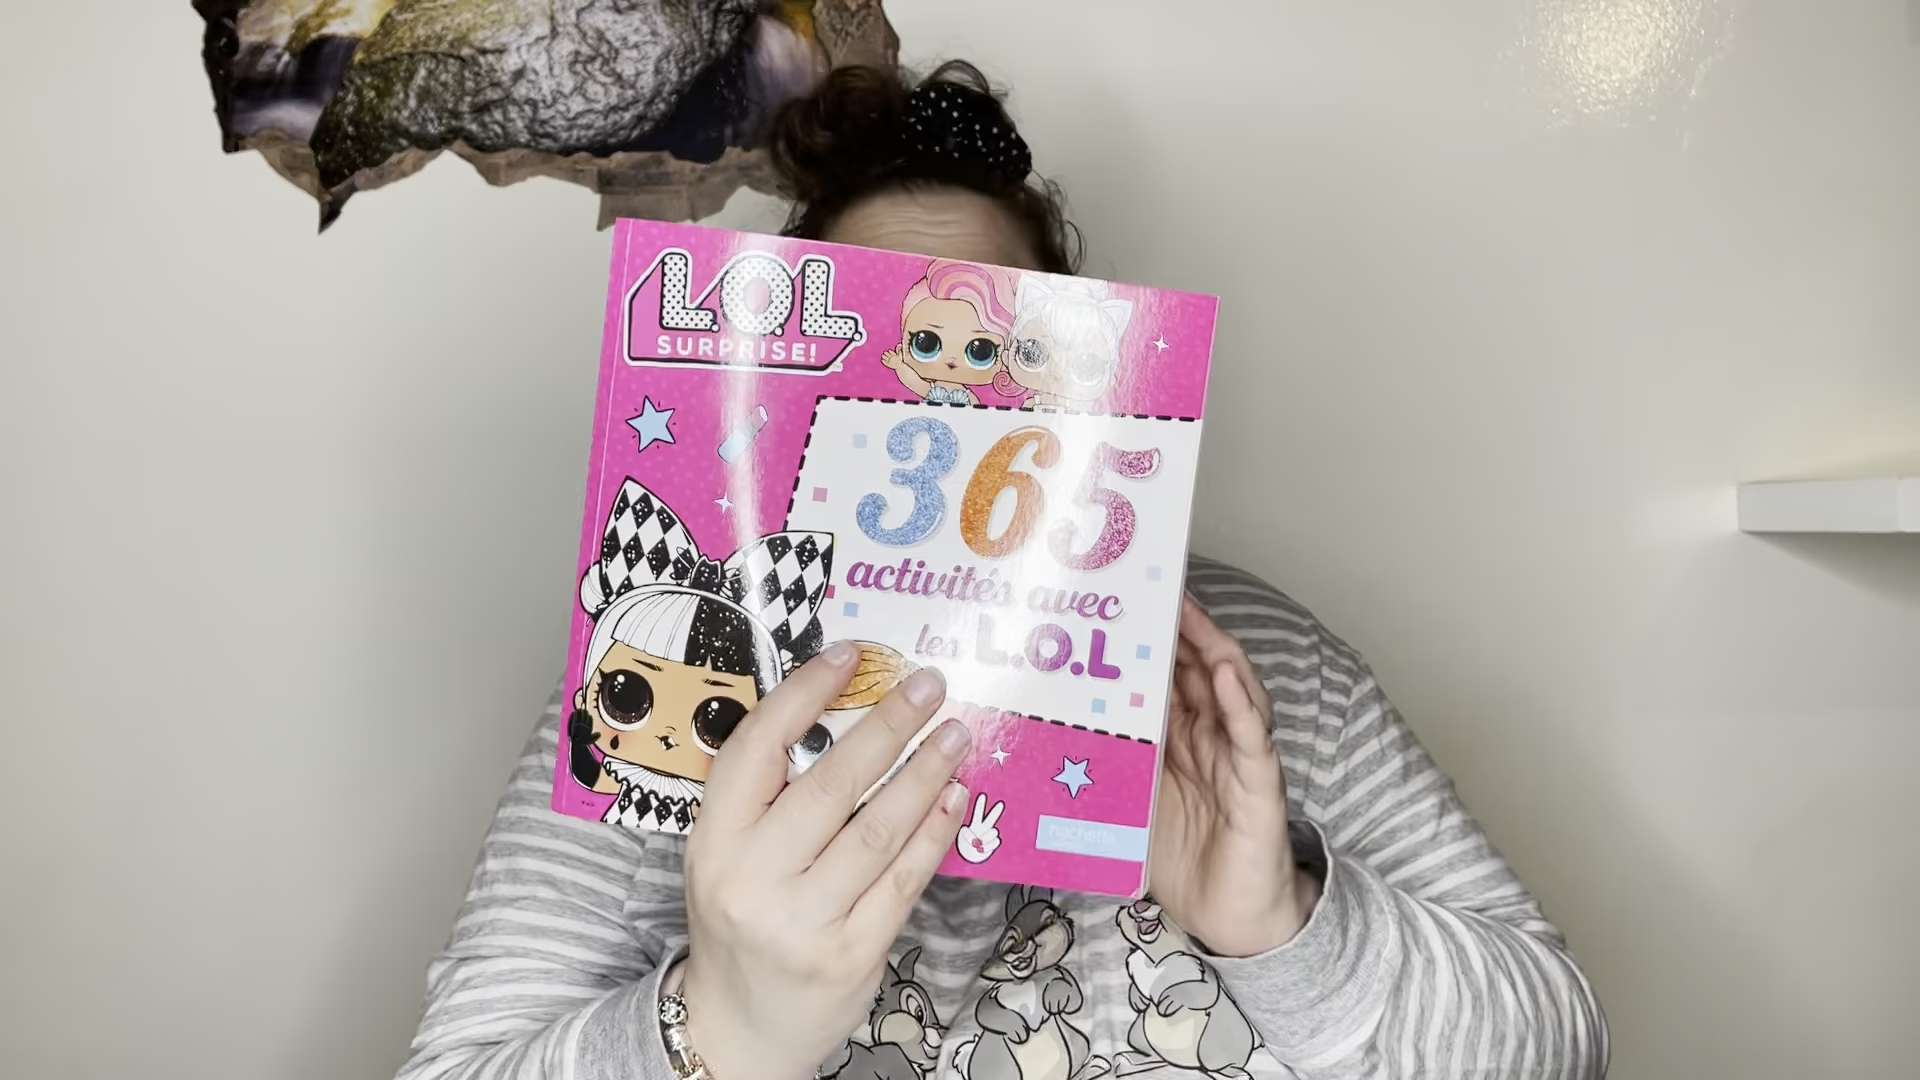 L.O.L.
SURPRISE!
365
activités avec
les L.O.L
hachette